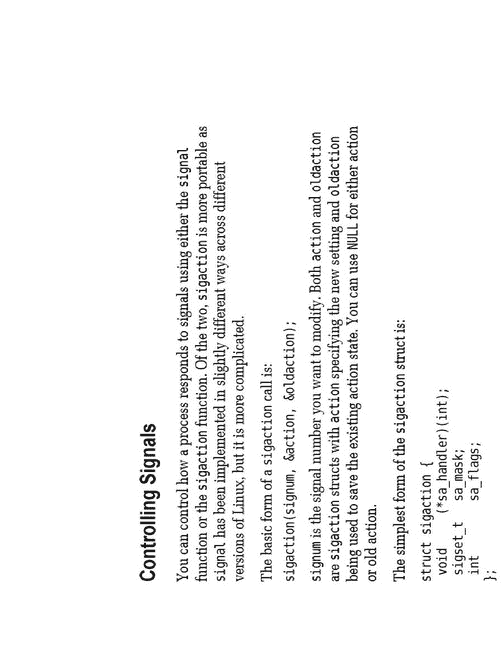 Controlling Signals
You can control how a process responds to signals using either the signal
function or the sigaction function. Of the two, sigaction is more portable as
signal has been implemented in slightly different ways across different
versions of Linux, but it is more complicated.
The basic form of a sigaction call is:
sigaction(signum, &action, &oldaction);
signum is the signal number you want to modify. Both action and oldaction
are sigaction structs with action specifying the new setting and oldaction
being used to save the existing action state. You can use NULL for either action
or old action.
The simplest form of the sigaction struct is:
struct sigaction {
void (*sa_handler)(int);
sigset_t sa_mask;
int sa_flags;
};